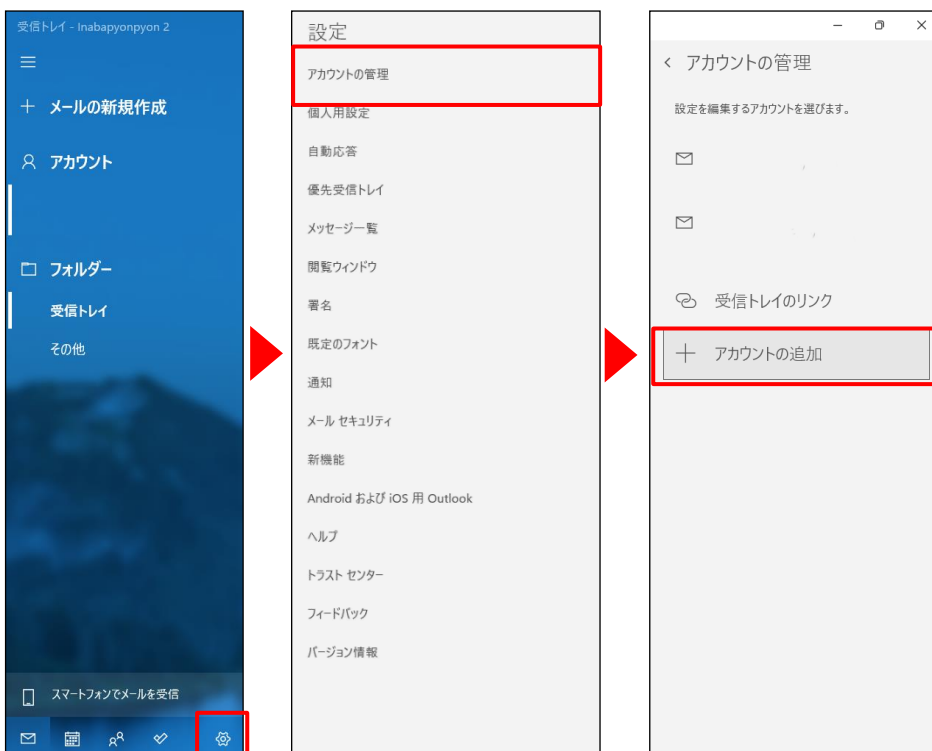 受信トレイ - Inabapyonpyon 2
メールの新規作成
アカウント
フォルダー
受信トレイ
その他
スマートフォンでメールを受信
設定
アカウントの管理
個人用設定
自動応答
優先受信トレイ
メッセージ一覧
閲覧ウィンドウ
署名
既定のフォント
通知
メール セキュリティ
新機能
Android および iOS 用 Outlook
ヘルプ
トラスト センター
フィードバック
バージョン情報
アカウントの管理
設定を編集するアカウントを選びます。
受信トレイのリンク
アカウントの追加